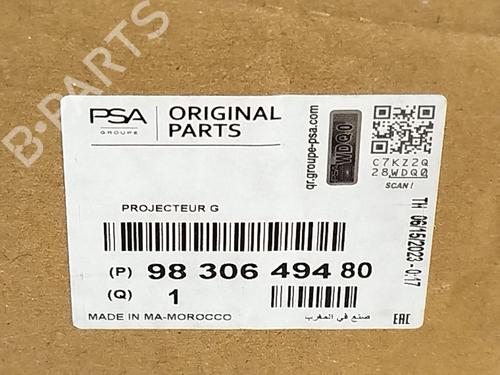 B-PARTS
PSA
GROUPE
ORIGINAL
PARTS
qr.groupe-psa.com
WDQ0
C7KZ2Q
28WDQ0
SCAN!
TH 06/15/2023 - 0:17
PROJECTEUR G
(P) 98 306 494 80
(Q) 1
MADE IN MA-MOROCCO
صنع في المغرب
EAC